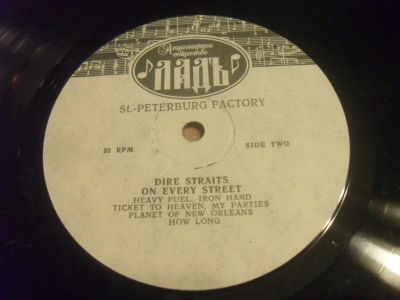 Акционерное
общество
ЛАДЪ
St.-PETERBURG FACTORY
33 RPM
SIDE TWO
DIRE STRAITS
ON EVERY STREET
HEAVY FUEL, IRON HAND
TICKET TO HEAVEN, MY PARTIES
PLANET OF NEW ORLEANS
HOW LONG